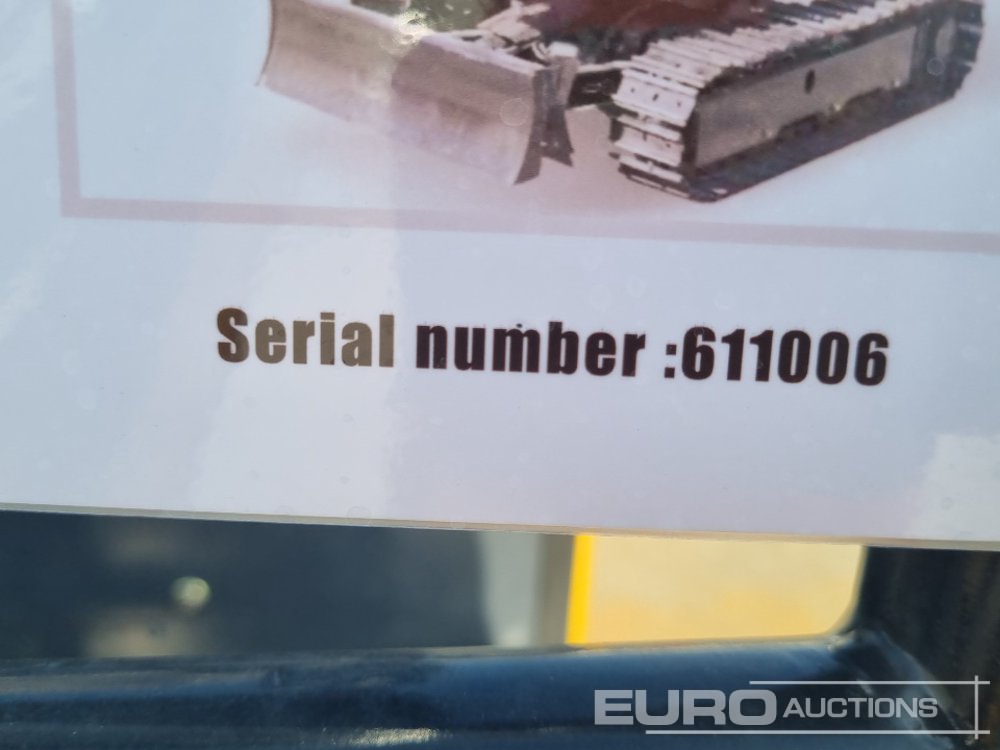 Serial number :611006
EURO AUCTIONS